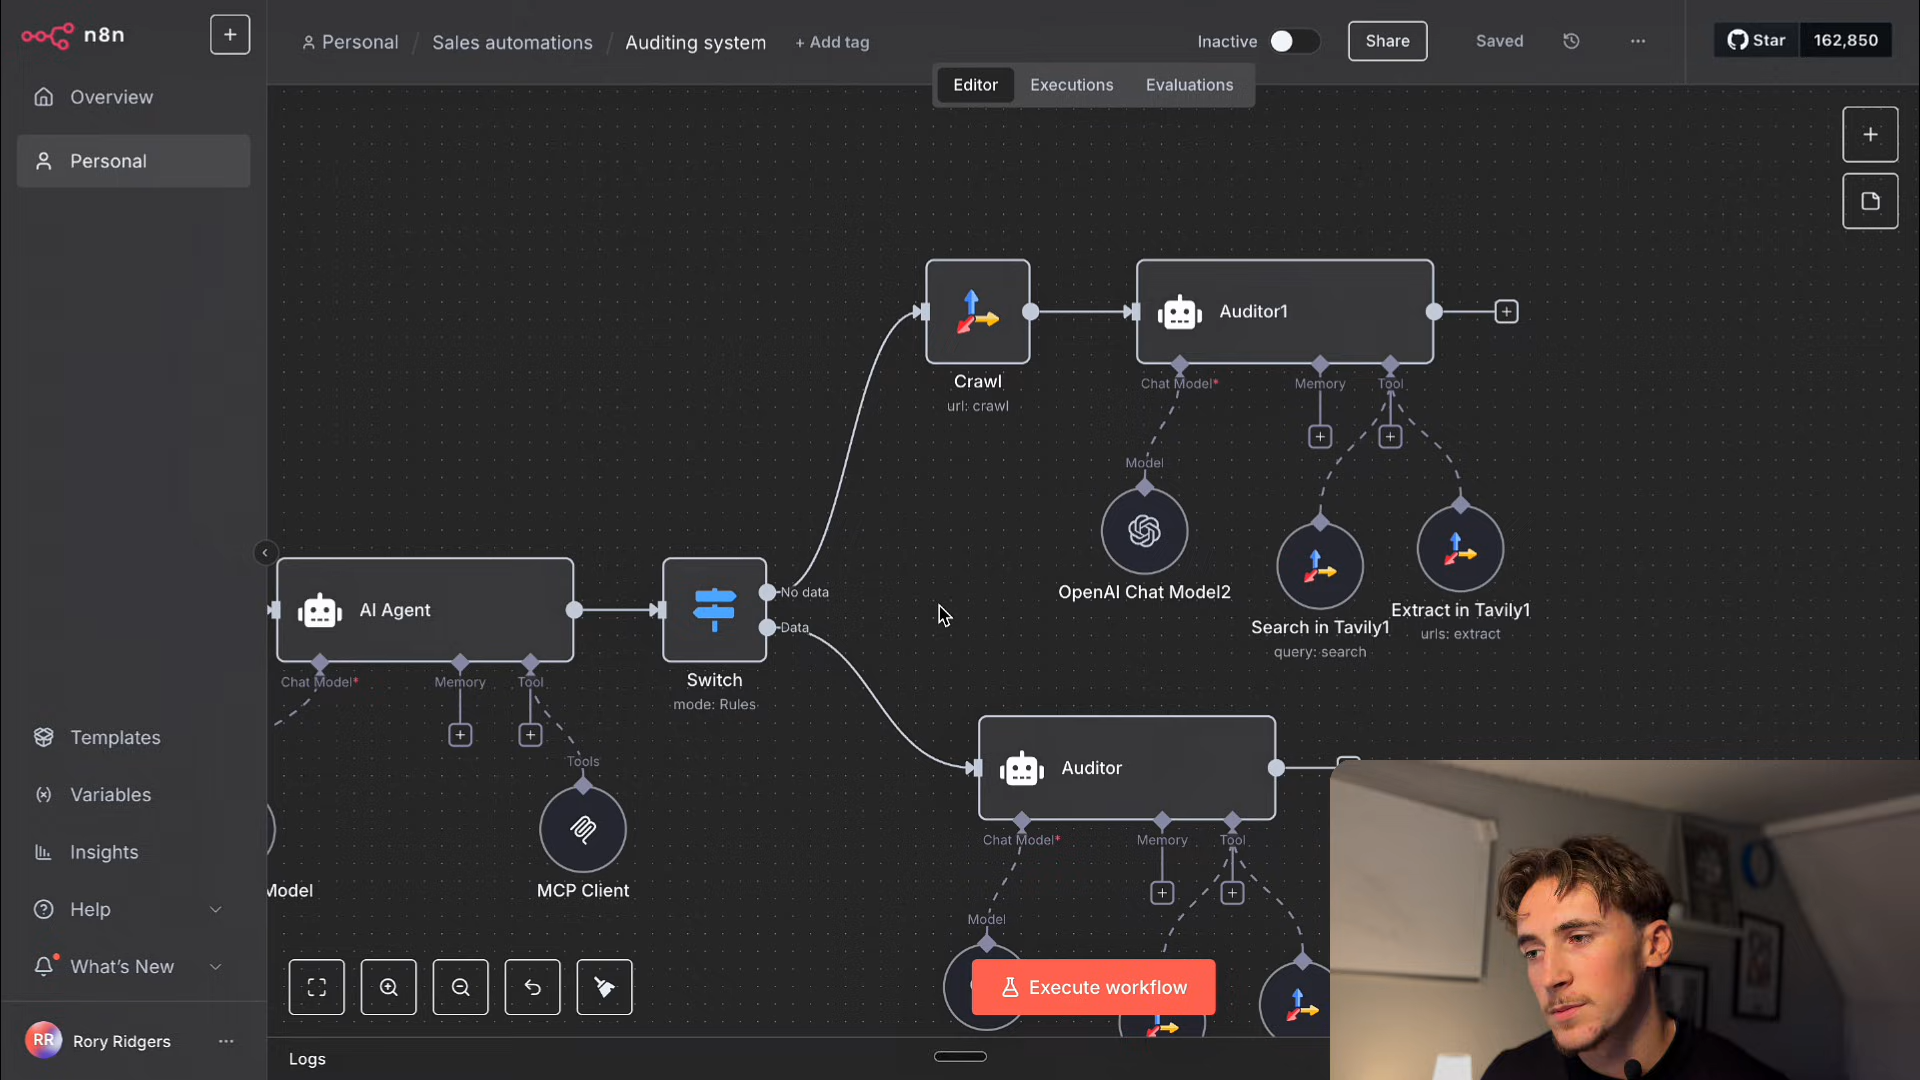 n8n
Overview
Personal
Templates
Variables
Insights
Help
What's New
RR Rory Ridgers
Personal / Sales automations / Auditing system + Add tag
Inactive
Share
Saved
Star 162,850
Editor Executions Evaluations
Crawl
url: crawl
Auditor1
Chat Model*
Memory
Tool
Model
OpenAI Chat Model2
Search in Tavily1
query: search
Extract in Tavily1
urls: extract
AI Agent
Chat Model*
Memory
Tool
Tools
Model
MCP Client
Switch
mode: Rules
No data
Data
Auditor
Chat Model*
Memory
Tool
Model
Execute workflow
Logs